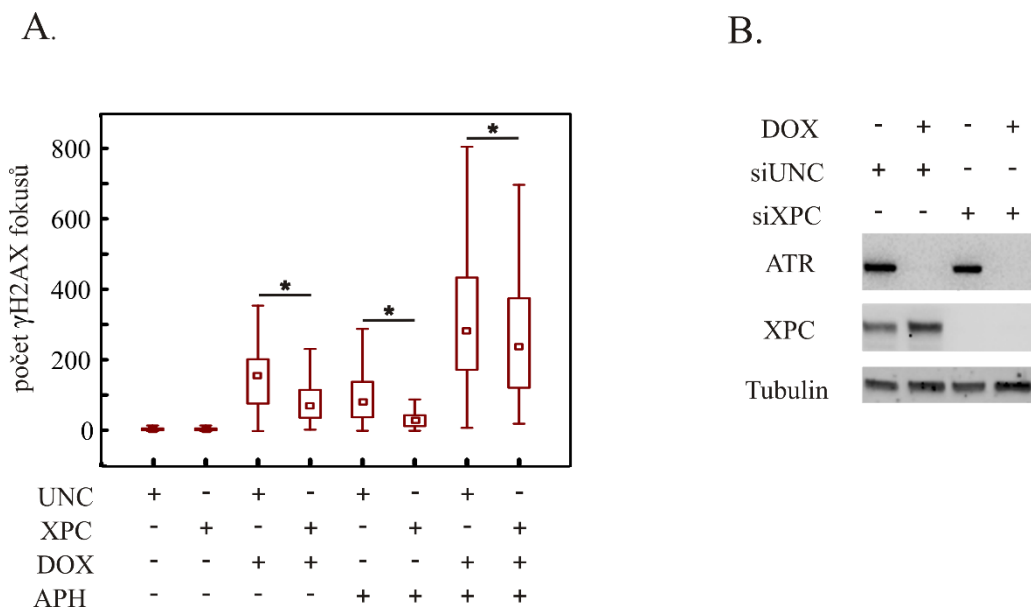 A.
B.
počet γH2AX fokusů
800
600
400
200
0
*
*
*
*
UNC + - + - + - + -
XPC - + - + - + - +
DOX - - + + - - + +
APH - - - - + + + +
DOX - + - +
siUNC + + - -
siXPC - - + +
ATR
XPC
Tubulin